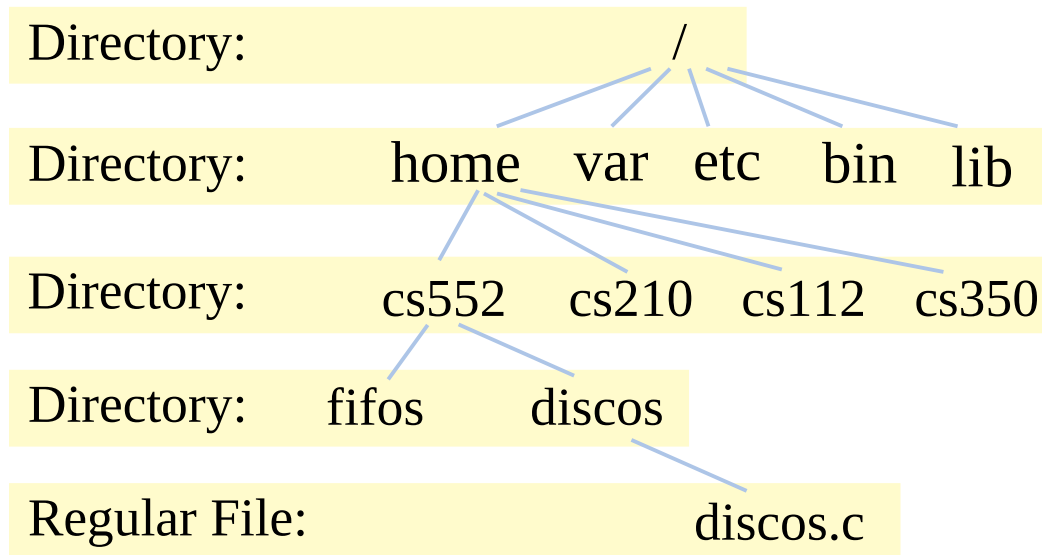 Directory: /
Directory: home var etc bin lib
Directory: cs552 cs210 cs112 cs350
Directory: fifos discos
Regular File: discos.c